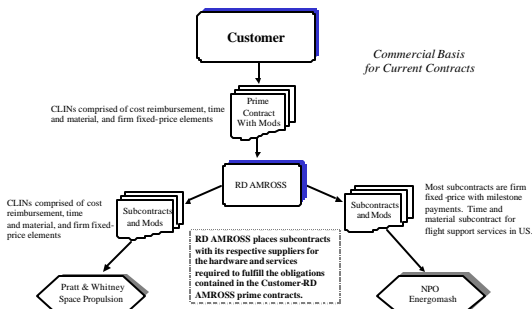 Customer
Commercial Basis
for Current Contracts
CLINs comprised of cost reimbursement, time
and material, and firm fixed-price elements
Prime
Contract
With Mods
RD AMROSS
CLINs comprised of cost
reimbursement, time
and material, and firm fixed-
price elements
Subcontracts
and Mods
Subcontracts
and Mods
Most subcontracts are firm
fixed -price with milestone
payments. Time and
material subcontract for
flight support services in US.
RD AMROSS places subcontracts
with its respective suppliers for
the hardware and services
required to fulfill the obligations
contained in the Customer-RD
AMROSS prime contracts.
Pratt & Whitney
Space Propulsion
NPO
Energomash